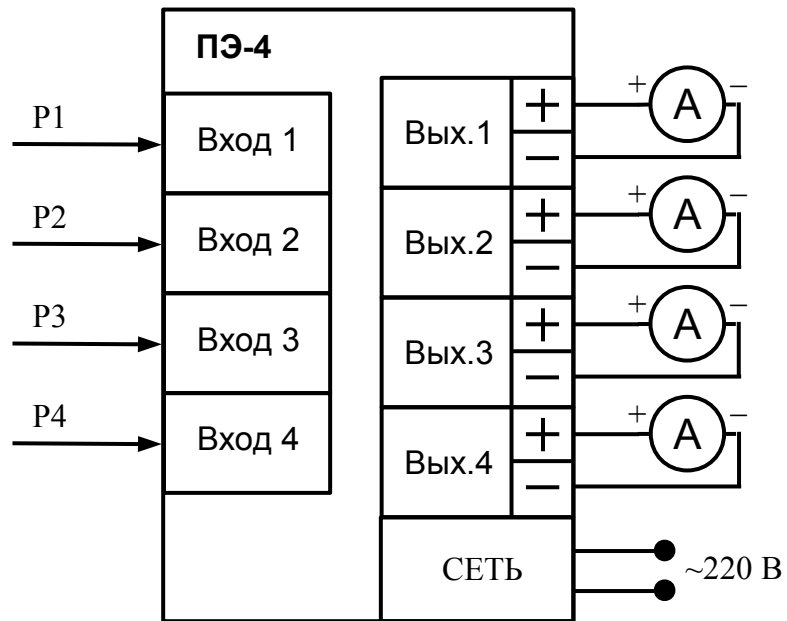 ПЭ-4
P1
Вход 1
Вых.1
+
−
+
A
−
P2
Вход 2
Вых.2
+
−
+
A
−
P3
Вход 3
Вых.3
+
−
+
A
−
P4
Вход 4
Вых.4
+
−
+
A
−
СЕТЬ
~220 В